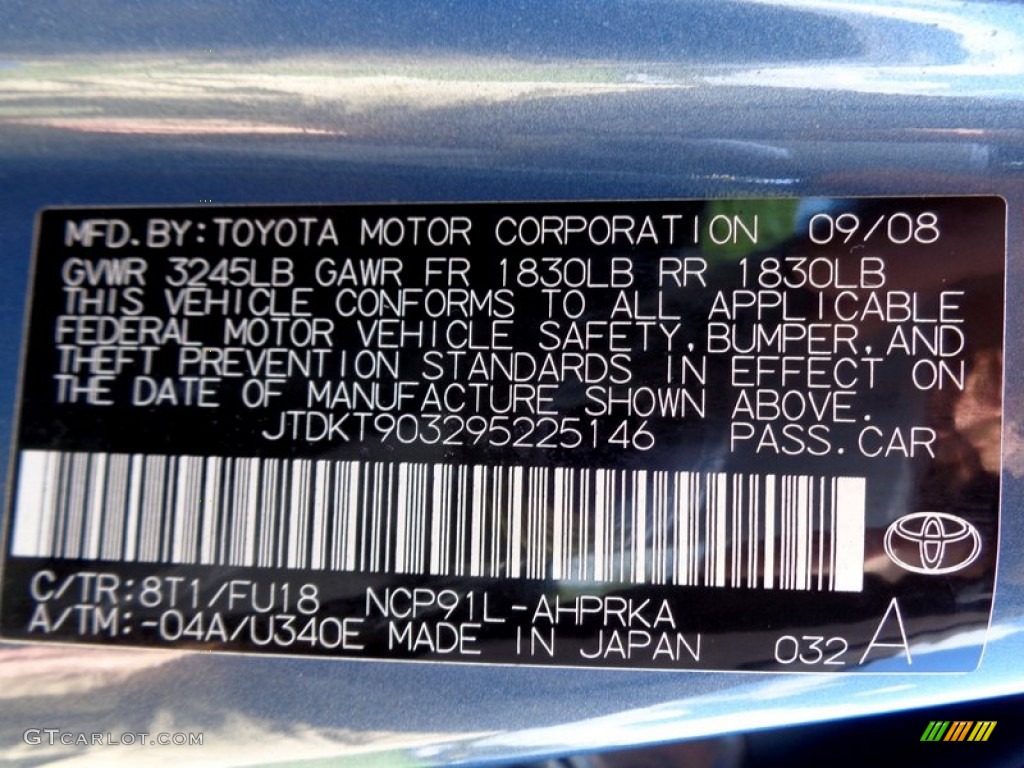 MFD.BY:TOYOTA MOTOR CORPORATION 09/08
GVWR 3245LB GAWR FR 1830LB RR 1830LB
THIS VEHICLE CONFORMS TO ALL APPLICABLE
FEDERAL MOTOR VEHICLE SAFETY,BUMPER,AND
THEFT PREVENTION STANDARDS IN EFFECT ON
THE DATE OF MANUFACTURE SHOWN ABOVE.
JTDKT903295225146 PASS.CAR
C/TR:8T1/FU18 NCP91L-AHPRKA
A/TM:-04A/U340E MADE IN JAPAN 032 A
GTCARLOT.COM